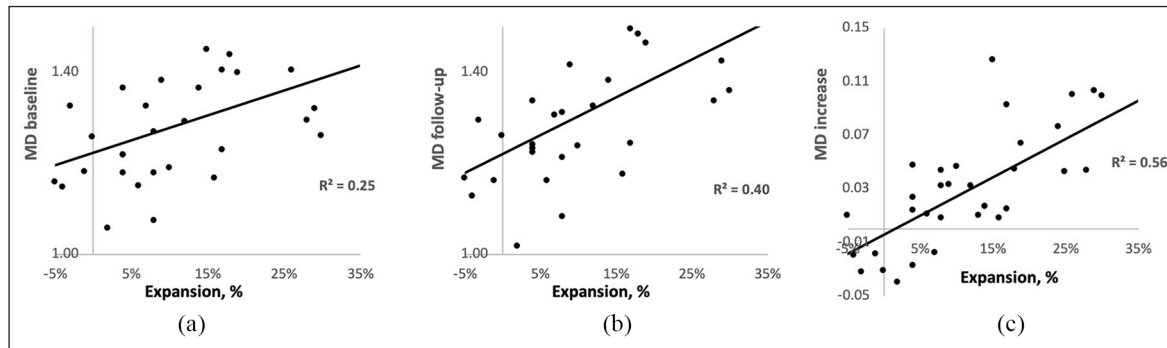 MD baseline
1.40
1.00
-5%
5%
15%
25%
35%
Expansion, %
R² = 0.25
(a)
MD follow-up
1.40
1.00
-5%
5%
15%
25%
35%
Expansion, %
R² = 0.40
(b)
MD increase
0.15
0.11
0.07
0.03
-0.01
-0.05
-5%
5%
15%
25%
35%
Expansion, %
R² = 0.56
(c)